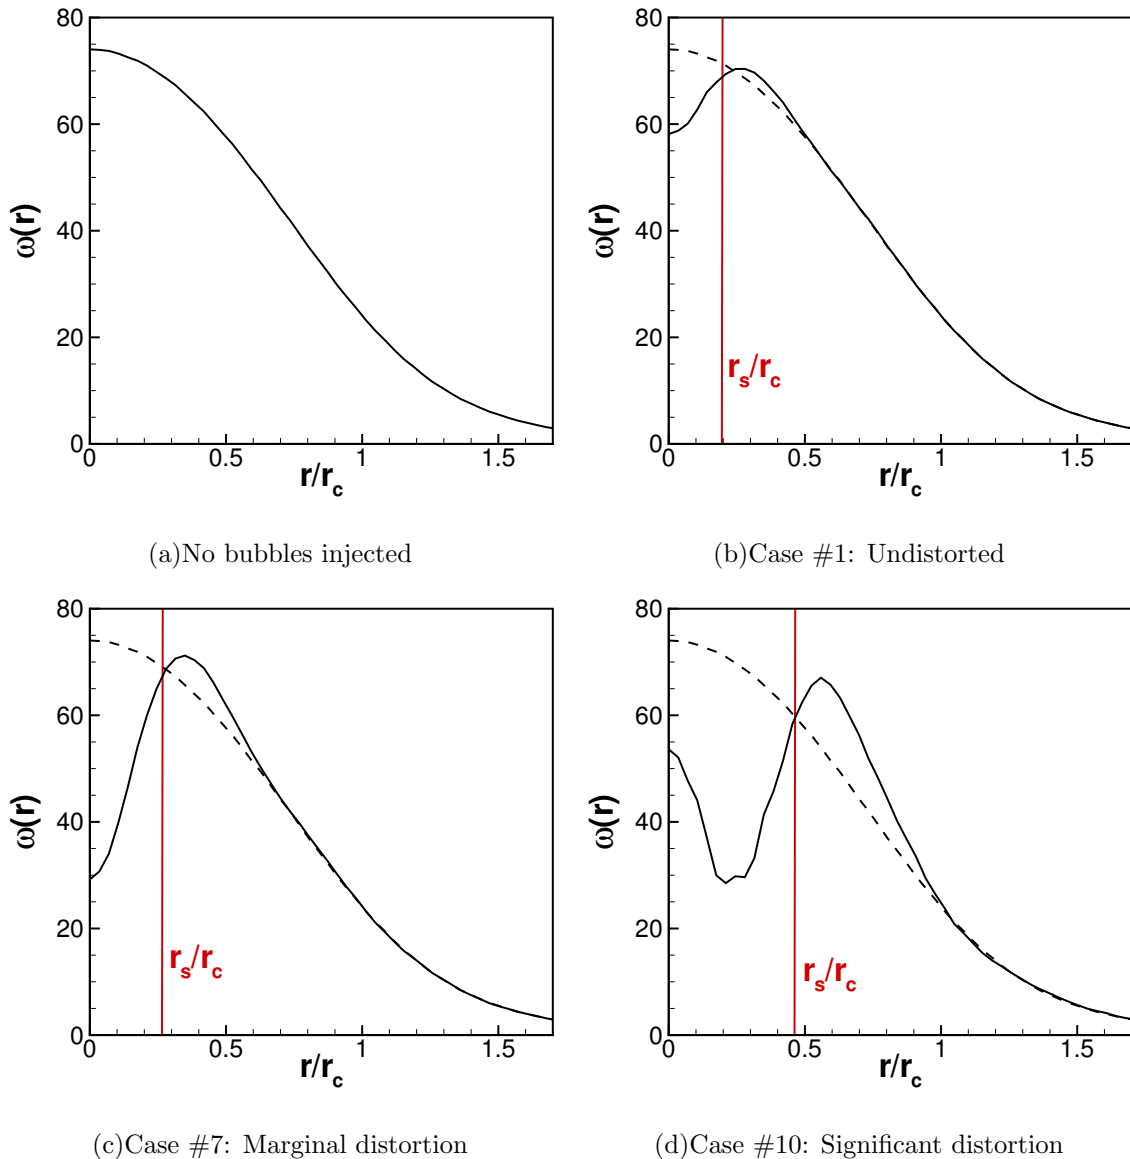 80
60
40
20
0
ω(r)
0 0.5 1 1.5
r/rc
(a)No bubbles injected
80
60
40
20
0
ω(r)
rs/rc
0 0.5 1 1.5
r/rc
(b)Case #1: Undistorted
80
60
40
20
0
ω(r)
rs/rc
0 0.5 1 1.5
r/rc
(c)Case #7: Marginal distortion
80
60
40
20
0
ω(r)
rs/rc
0 0.5 1 1.5
r/rc
(d)Case #10: Significant distortion